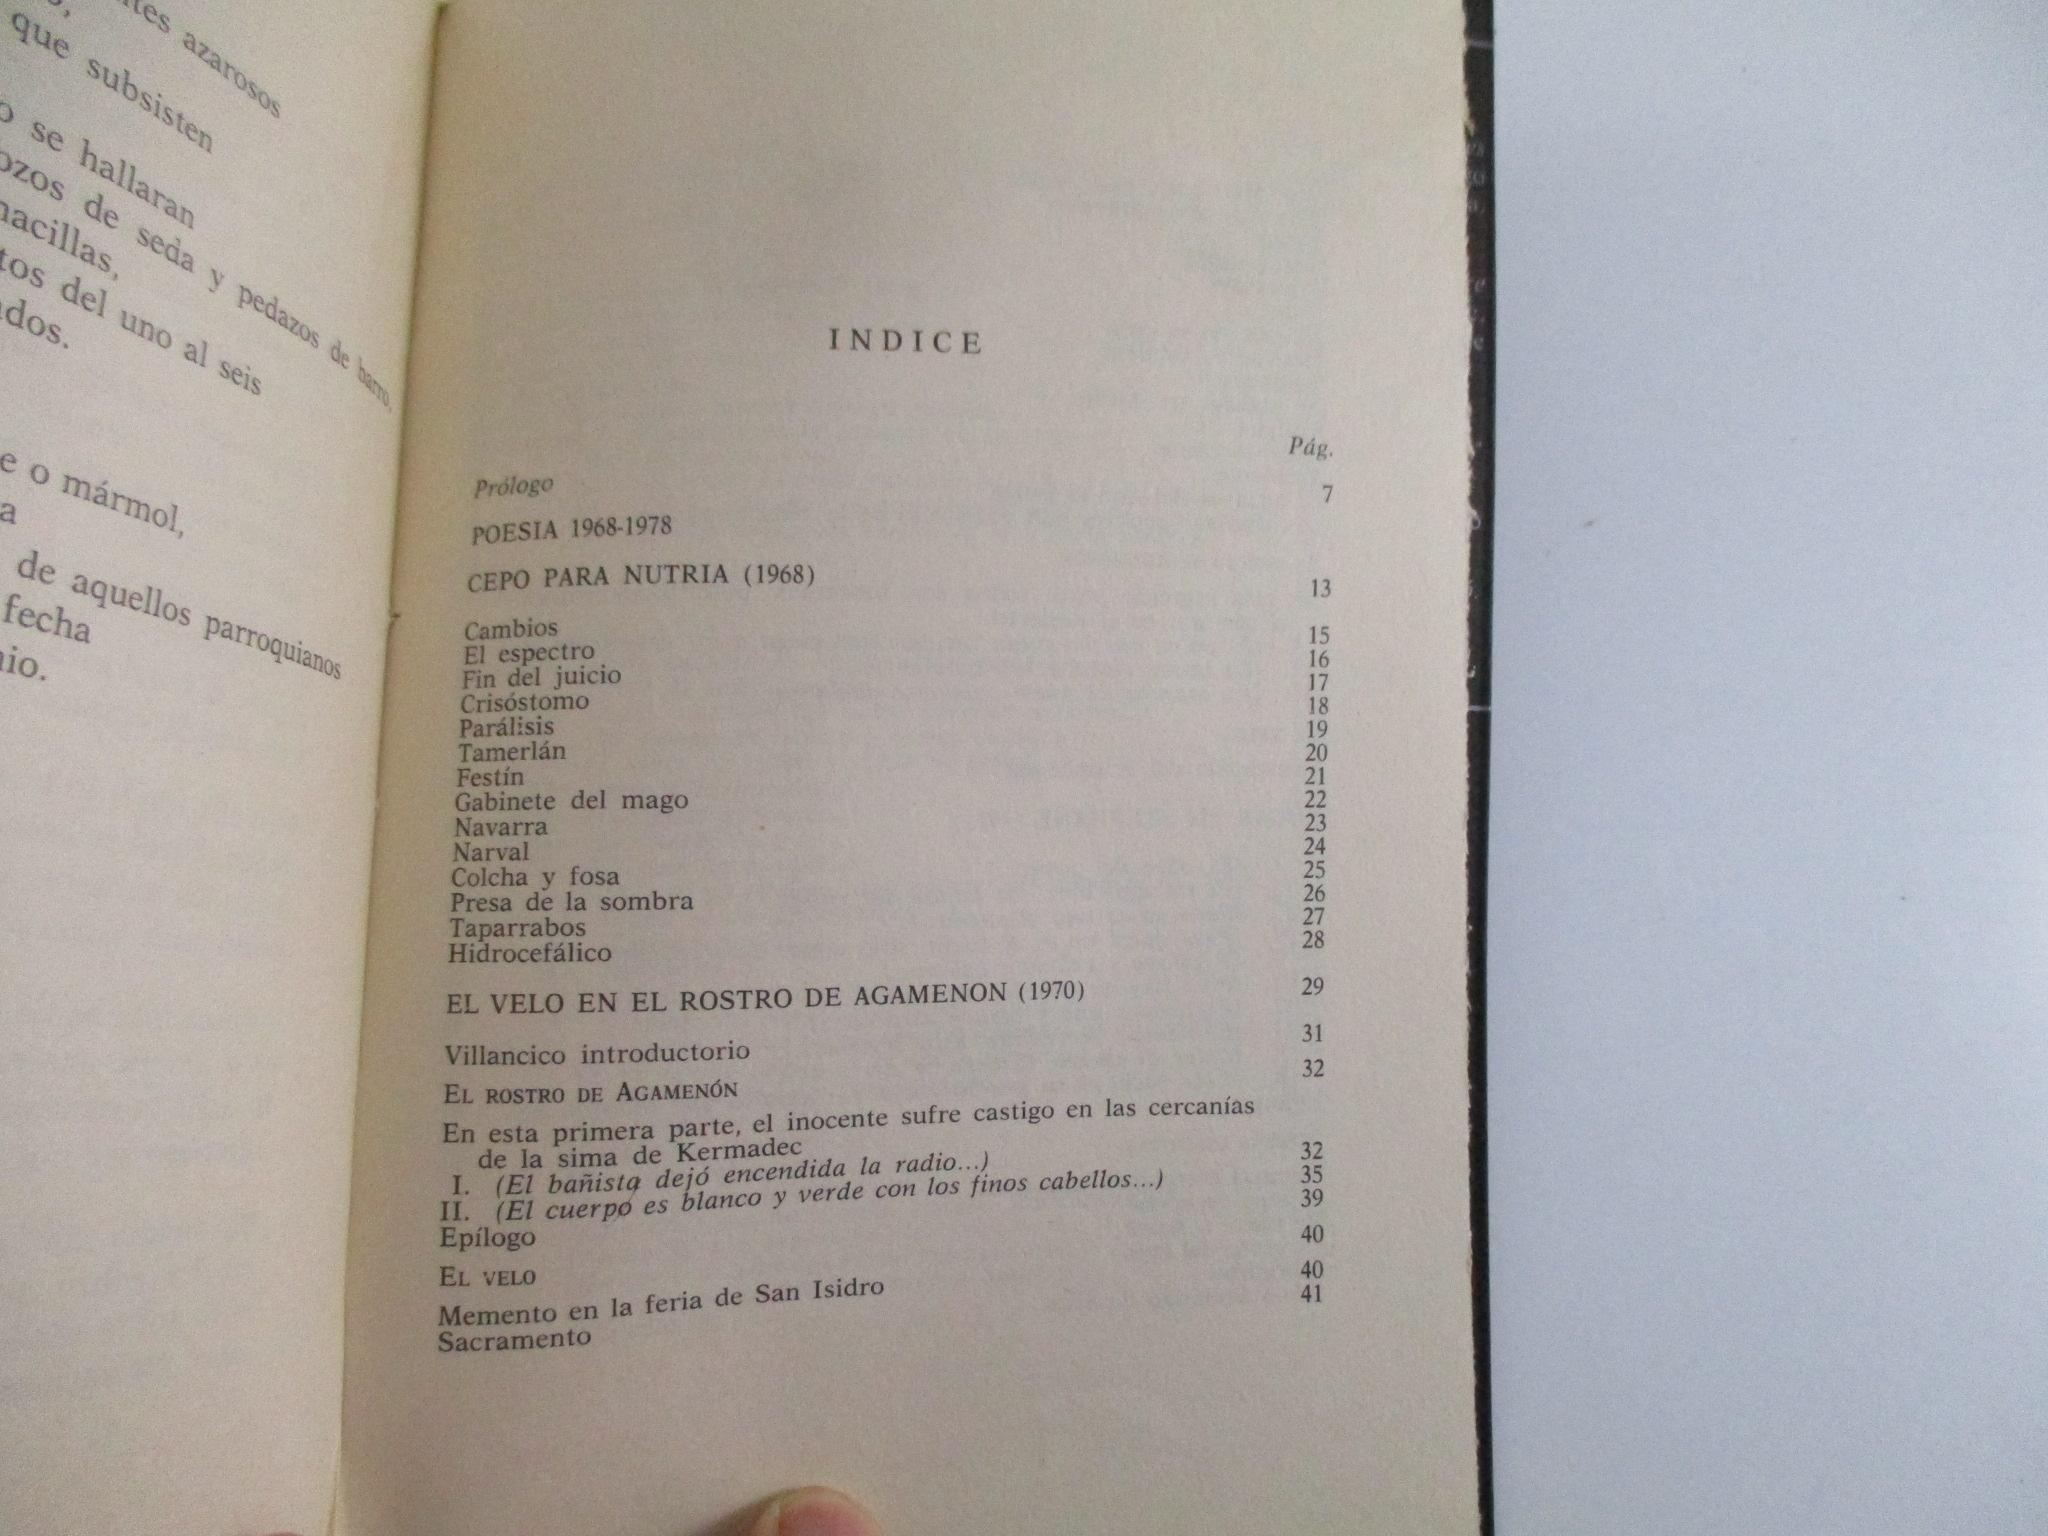 azarosos
que subsisten
se hallaran
de seda y pedazos de barro,
del uno al seis
o mármol,
de aquellos parroquianos
fecha
INDICE
Pág.
Prólogo 7
POESIA 1968-1978
CEPO PARA NUTRIA (1968) 13
Cambios 15
El espectro 16
Fin del juicio 17
Crisóstomo 18
Parálisis 19
Tamerlán 20
Festín 21
Gabinete del mago 22
Navarra 23
Narval 24
Colcha y fosa 25
Presa de la sombra 26
Taparrabos 27
Hidrocefálico 28
EL VELO EN EL ROSTRO DE AGAMENON (1970) 29
Villancico introductorio 31
EL ROSTRO DE AGAMENÓN 32
En esta primera parte, el inocente sufre castigo en las cercanías
de la sima de Kermadec 32
I. (El bañista dejó encendida la radio...) 35
II. (El cuerpo es blanco y verde con los finos cabellos...) 39
Epílogo 40
EL VELO 40
Memento en la feria de San Isidro 41
Sacramento